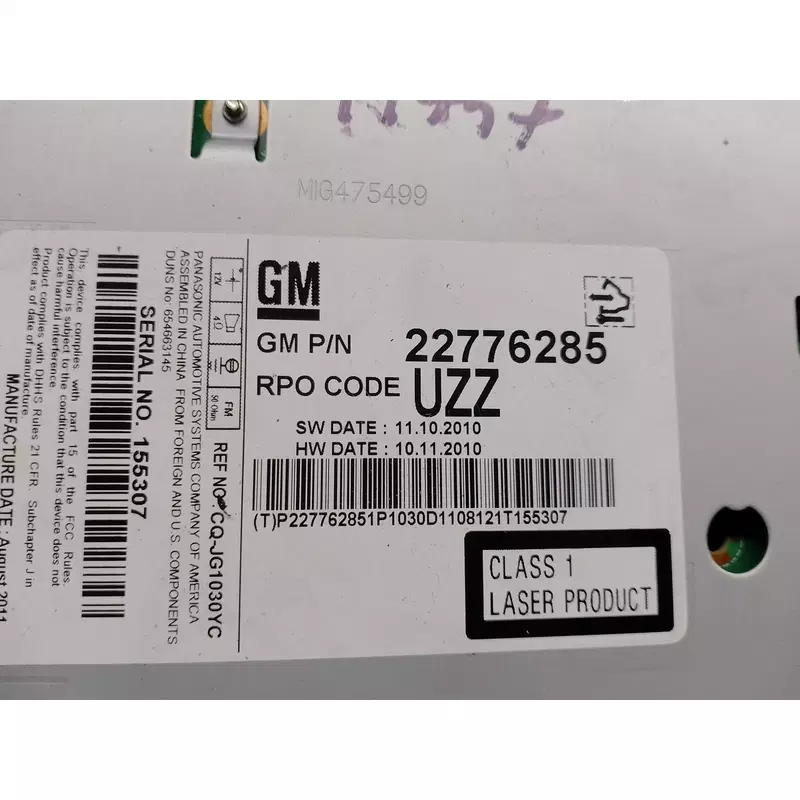 MIG475499
GM
GM P/N 22776285
RPO CODE UZZ
SW DATE : 11.10.2010
HW DATE : 10.11.2010
(T)P227762851P1030D1108121T155307
CLASS 1
LASER PRODUCT
12V
4Ω
50 Ohm
FM
REF NO CQ-JG1030YC
PANASONIC AUTOMOTIVE SYSTEMS COMPANY OF AMERICA
ASSEMBLED IN CHINA FROM FOREIGN AND U.S. COMPONENTS
DUNS No: 654663145
SERIAL NO. 155307
This device complies with part 15 of the FCC Rules.
Operation is subject to the condition that this device does not
cause harmful interference.
Product complies with DHHS Rules 21 CFR. Subchapter J in
effect as of date of manufacture.
MANUFACTURE DATE : August 2011